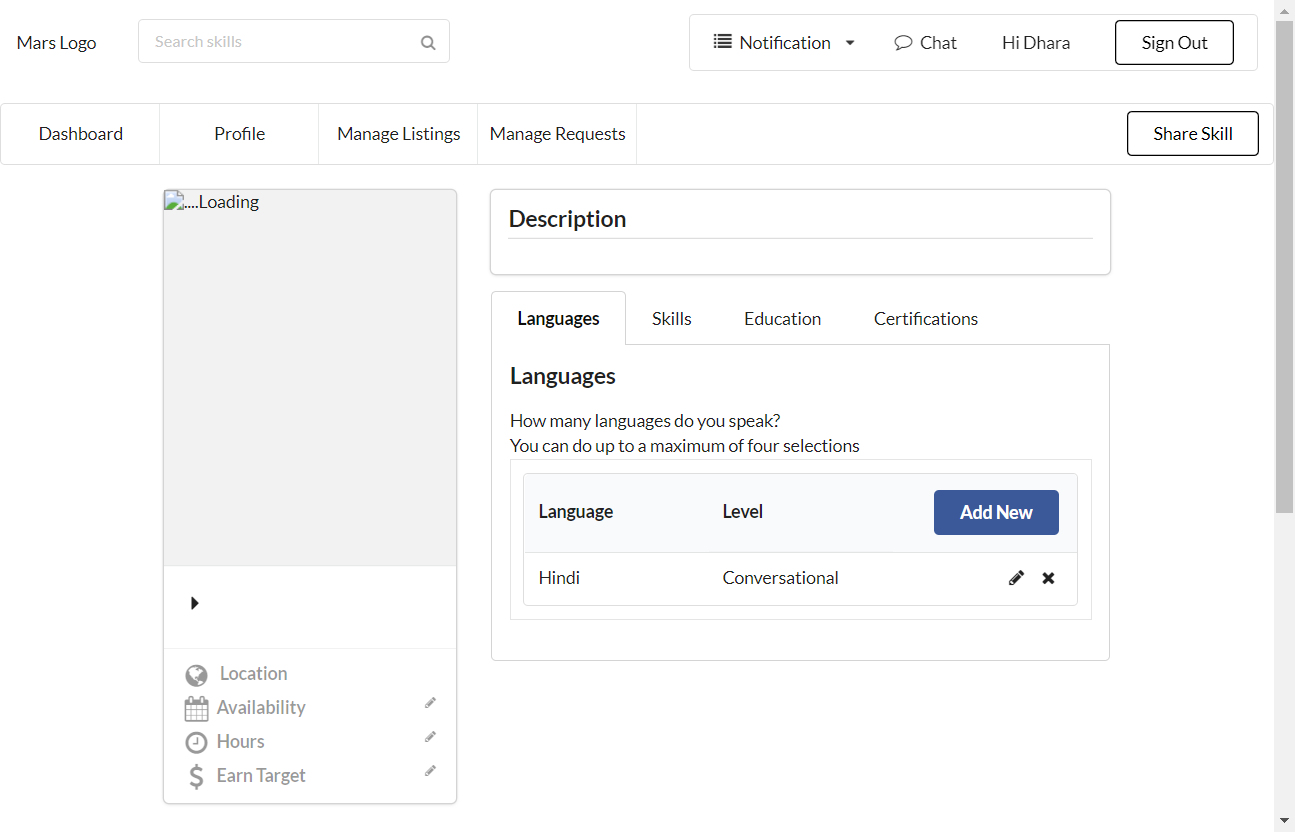 Mars Logo
Search skills
Notification
Chat
Hi Dhara
Sign Out
Dashboard
Profile
Manage Listings
Manage Requests
Share Skill
....Loading
Location
Availability
Hours
Earn Target
Description
Languages
Skills
Education
Certifications
Languages
How many languages do you speak?
You can do up to a maximum of four selections
Language
Level
Add New
Hindi
Conversational